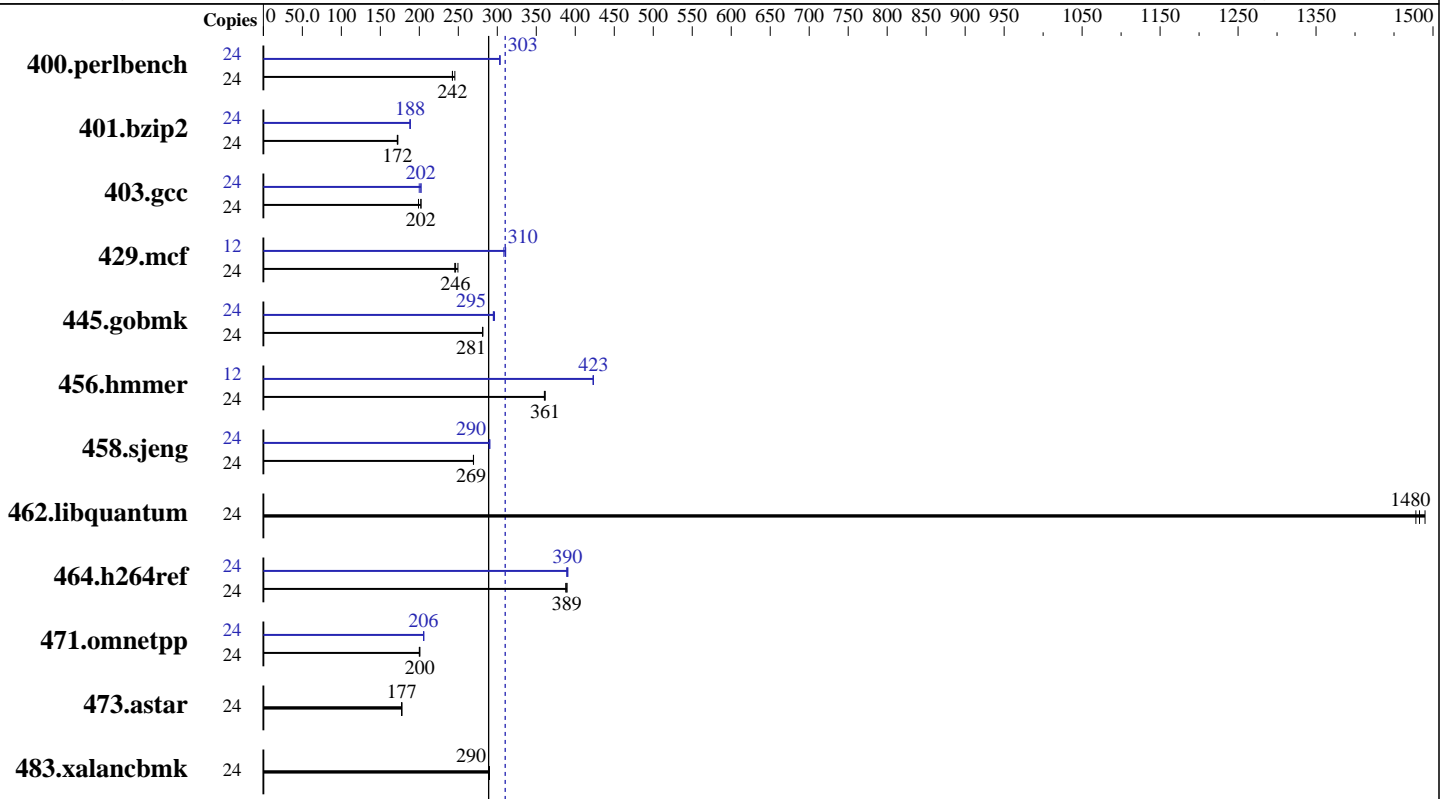 Copies 0 50.0 100 150 200 250 300 350 400 450 500 550 600 650 700 750 800 850 900 950 1050 1150 1250 1350 1500
400.perlbench 24 303
24 242
401.bzip2 24 188
24 172
403.gcc 24 202
24 202
429.mcf 12 310
24 246
445.gobmk 24 295
24 281
456.hmmer 12 423
24 361
458.sjeng 24 290
24 269
462.libquantum 24 1480
464.h264ref 24 390
24 389
471.omnetpp 24 206
24 200
473.astar 24 177
483.xalancbmk 24 290